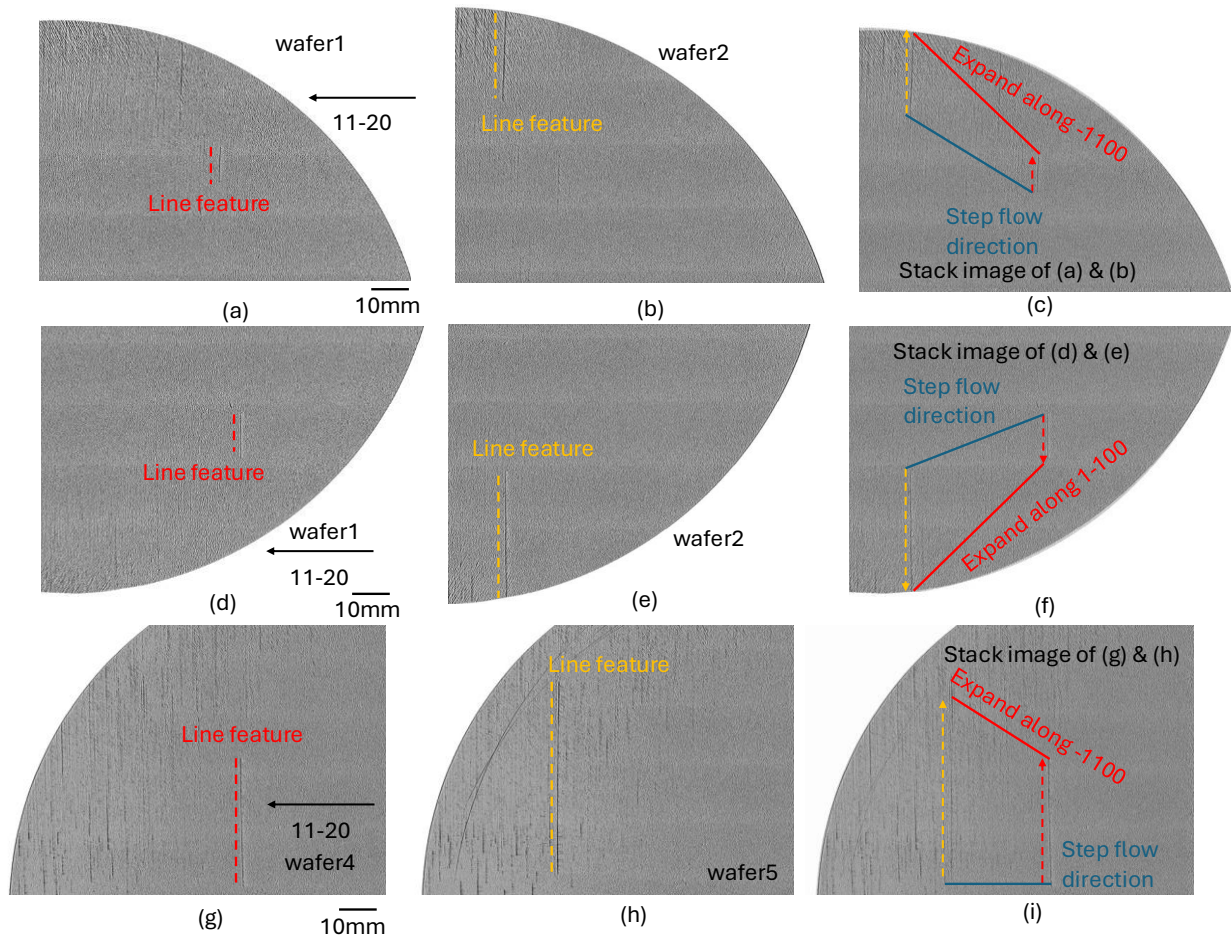 wafer1
11-20
Line feature
10mm
(a)
wafer2
Line feature
(b)
Expand along -1100
Step flow
direction
Stack image of (a) & (b)
(c)
Line feature
wafer1
11-20
10mm
(d)
Line feature
wafer2
(e)
Stack image of (d) & (e)
Step flow
direction
Expand along 1-100
(f)
Line feature
11-20
wafer4
10mm
(g)
Line feature
wafer5
(h)
Stack image of (g) & (h)
Expand along -1100
Step flow
direction
(i)